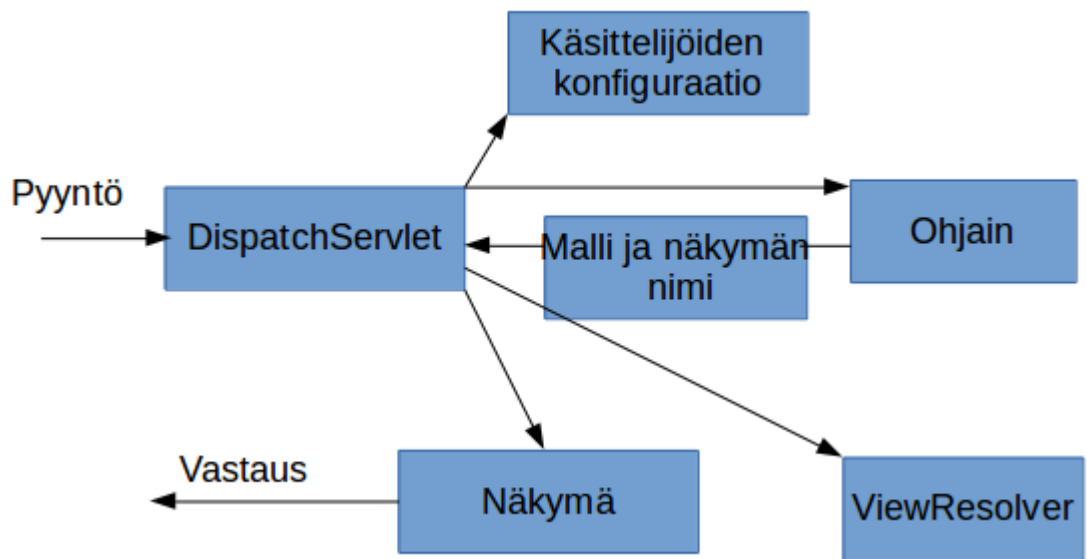 Käsittelijöiden
konfiguraatio
Pyyntö
DispatchServlet
Ohjain
Malli ja näkymän
nimi
Vastaus
Näkymä
ViewResolver